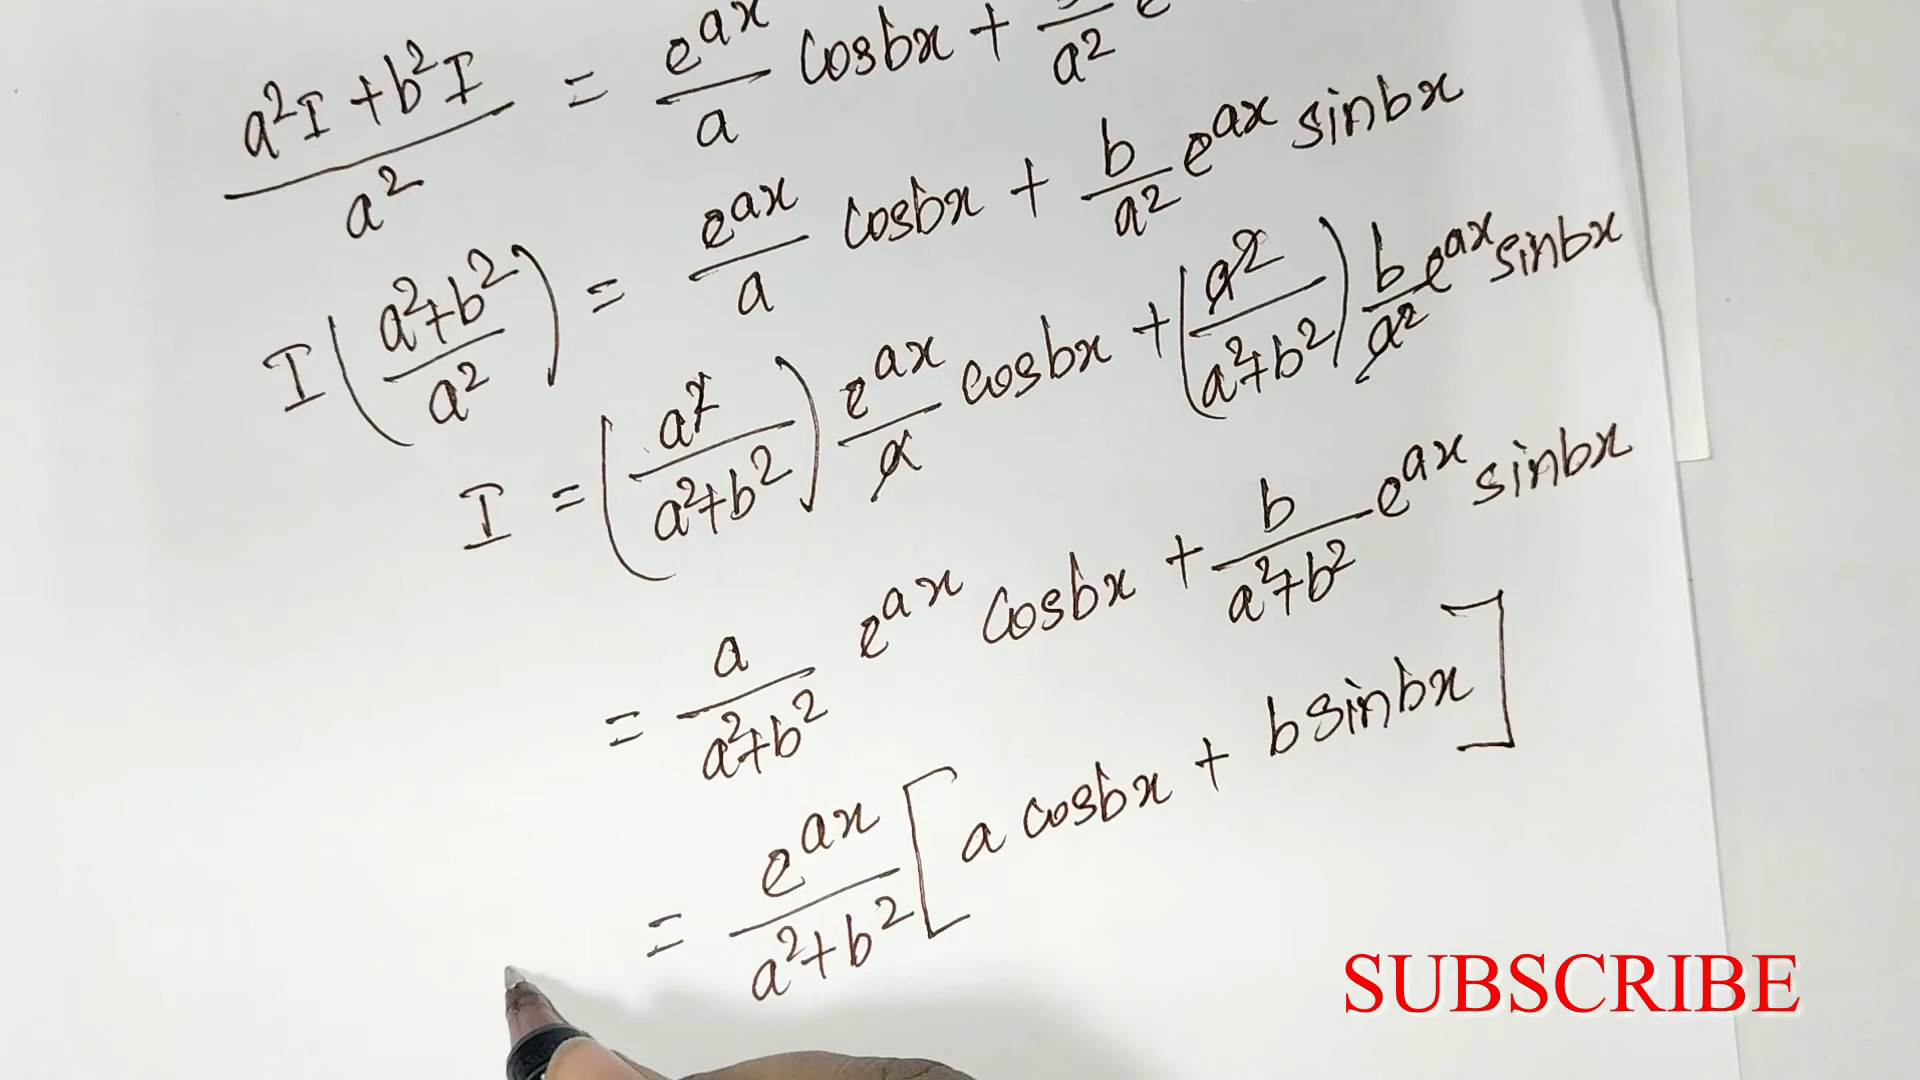 (a²I + b²I)/a² = e^(ax)/a cosbx + /a² e
I((a²+b²)/a²) = e^(ax)/a cosbx + b/a² e^(ax) sinbx
I = (a²/(a²+b²)) e^(ax)/a cosbx + (a²/(a²+b²)) b/a² e^(ax) sinbx
= a/(a²+b²) e^(ax) cosbx + b/(a²+b²) e^(ax) sinbx
= e^(ax)/(a²+b²) [a cosbx + b sinbx]
SUBSCRIBE